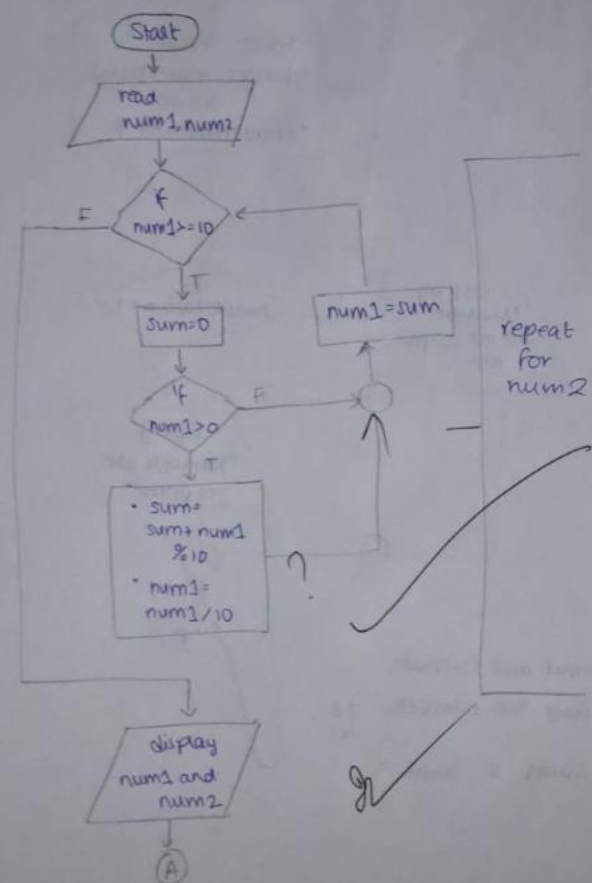 Start
read
num1, num2
if
num1>=10
F
T
sum=0
num1=sum
if
num1>0
F
T
• sum=
sum+ num1
%10
• num1=
num1/10
?
repeat
for
num2
display
num1 and
num2
A